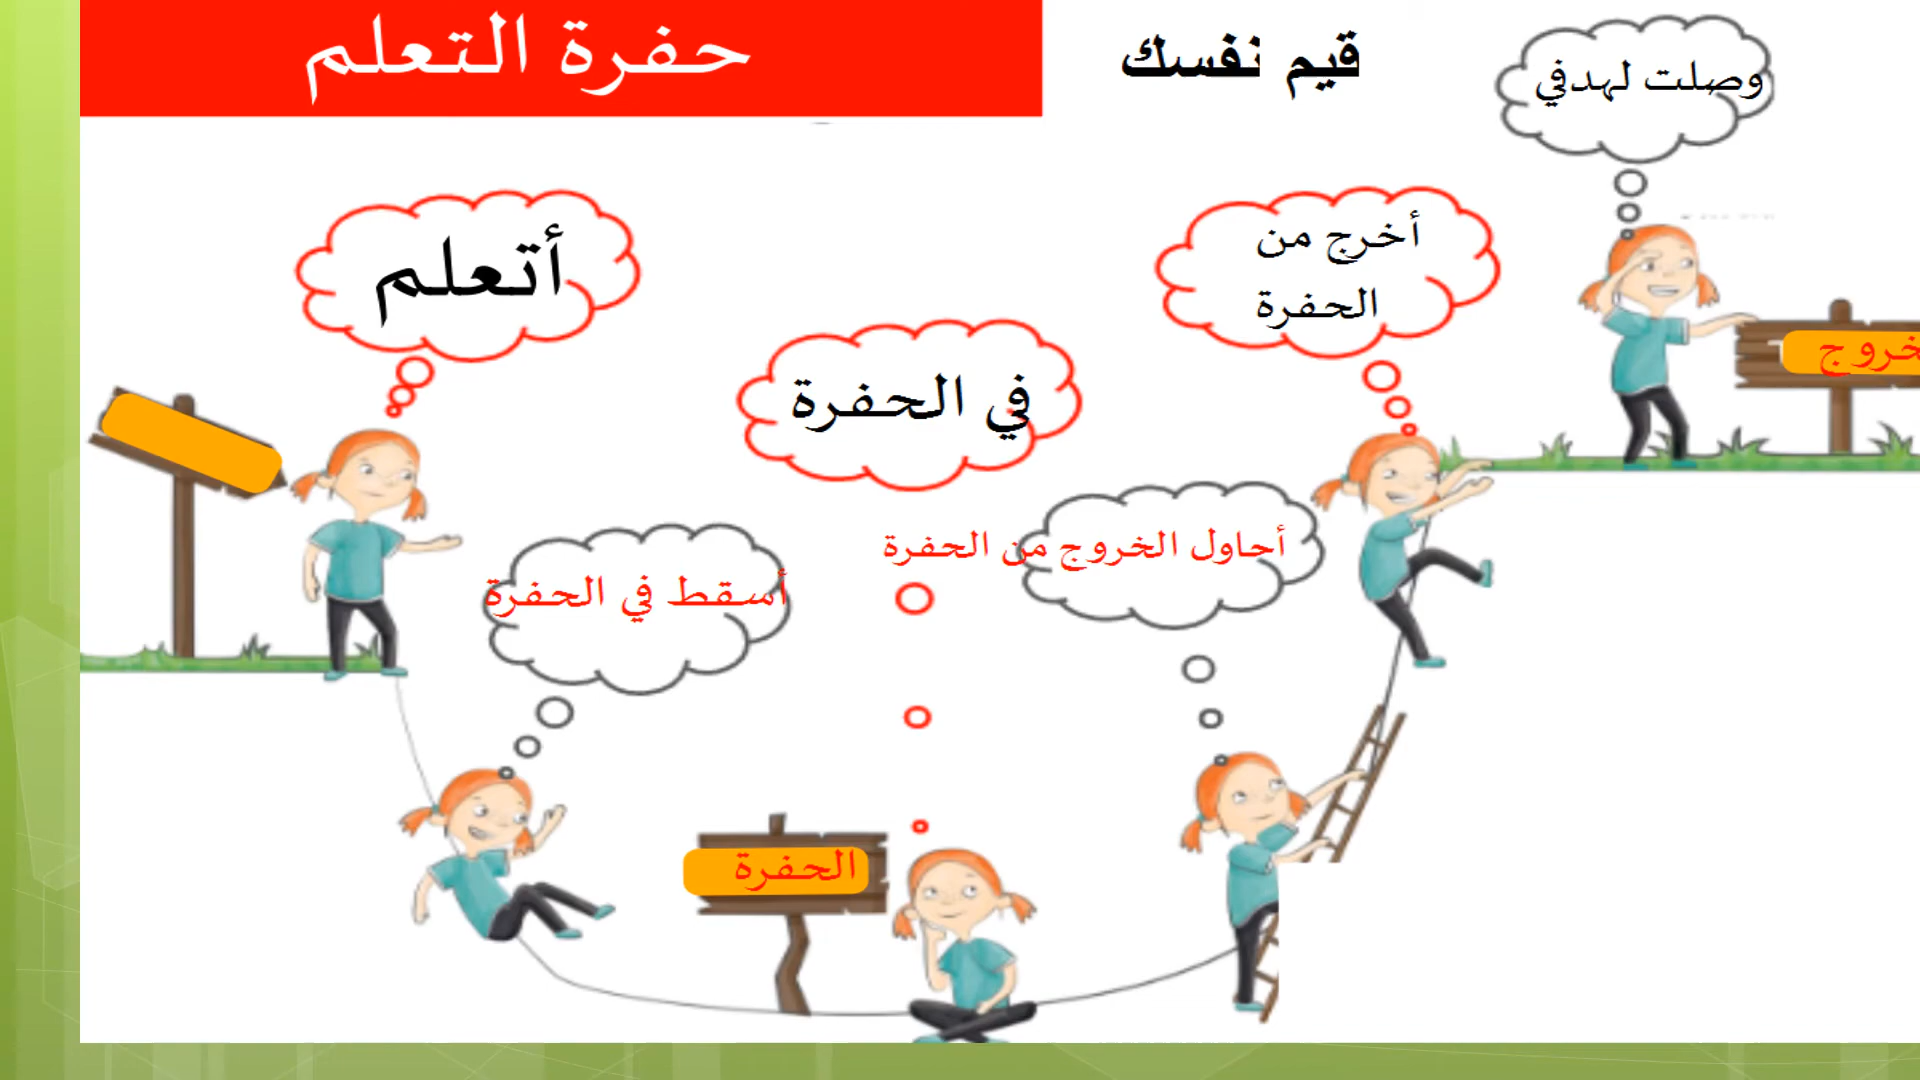 حفرة التعلم
قيم نفسك
وصلت لهدفي
أخرج من
الحفرة
أتعلم
في الحفرة
الخروج
أحاول الخروج من الحفرة
أسقط في الحفرة
الحفرة